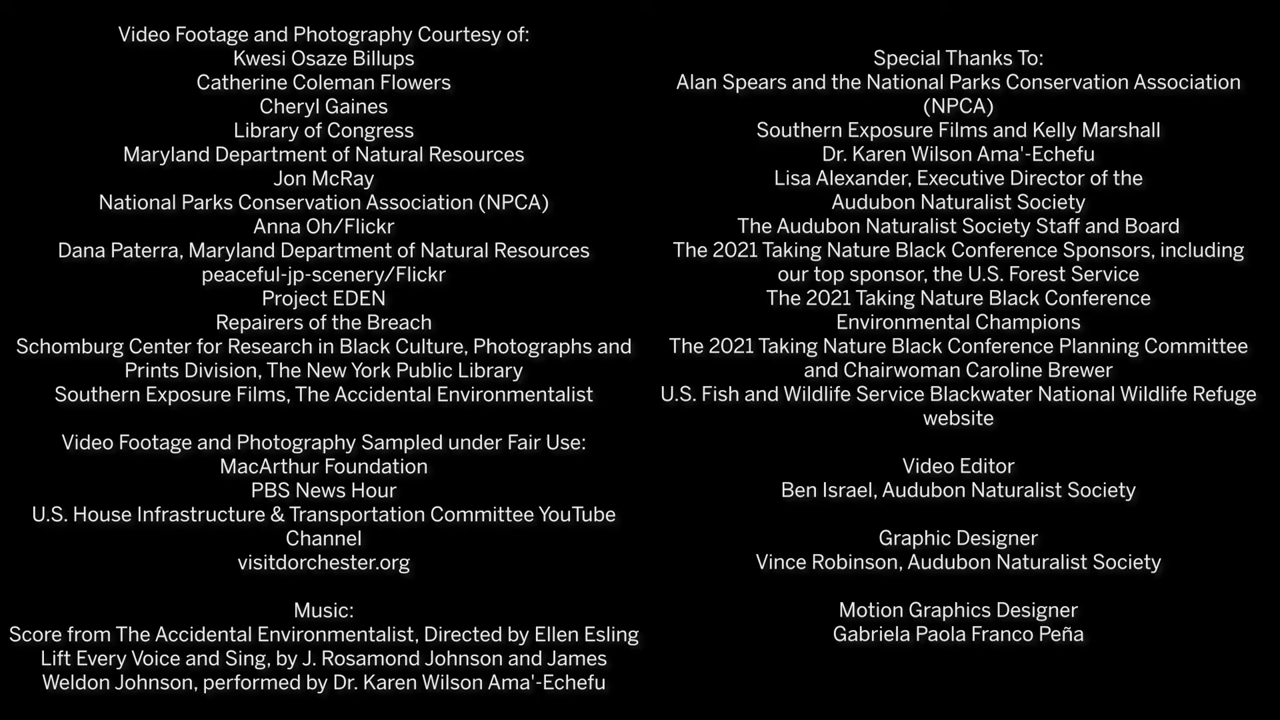 Video Footage and Photography Courtesy of:
Kwesi Osaze Billups
Catherine Coleman Flowers
Cheryl Gaines
Library of Congress
Maryland Department of Natural Resources
Jon McRay
National Parks Conservation Association (NPCA)
Anna Oh/Flickr
Dana Paterra, Maryland Department of Natural Resources
peaceful-jp-scenery/Flickr
Project EDEN
Repairers of the Breach
Schomburg Center for Research in Black Culture, Photographs and
Prints Division, The New York Public Library
Southern Exposure Films, The Accidental Environmentalist
Video Footage and Photography Sampled under Fair Use:
MacArthur Foundation
PBS News Hour
U.S. House Infrastructure & Transportation Committee YouTube
Channel
visitdorchester.org
Music:
Score from The Accidental Environmentalist, Directed by Ellen Esling
Lift Every Voice and Sing, by J. Rosamond Johnson and James
Weldon Johnson, performed by Dr. Karen Wilson Ama'-Echefu
Special Thanks To:
Alan Spears and the National Parks Conservation Association
(NPCA)
Southern Exposure Films and Kelly Marshall
Dr. Karen Wilson Ama'-Echefu
Lisa Alexander, Executive Director of the
Audubon Naturalist Society
The Audubon Naturalist Society Staff and Board
The 2021 Taking Nature Black Conference Sponsors, including
our top sponsor, the U.S. Forest Service
The 2021 Taking Nature Black Conference
Environmental Champions
The 2021 Taking Nature Black Conference Planning Committee
and Chairwoman Caroline Brewer
U.S. Fish and Wildlife Service Blackwater National Wildlife Refuge
website
Video Editor
Ben Israel, Audubon Naturalist Society
Graphic Designer
Vince Robinson, Audubon Naturalist Society
Motion Graphics Designer
Gabriela Paola Franco Peña